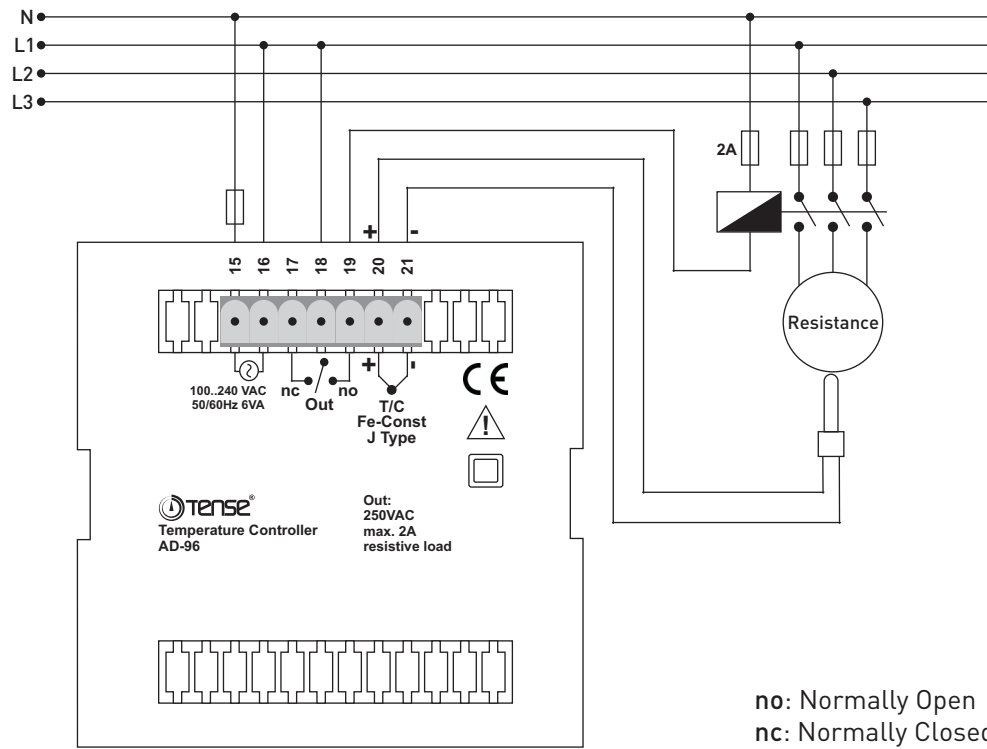 N
L1
L2
L3
2A
+ -
15 16 17 18 19 20 21
Resistance
100..240 VAC
50/60Hz 6VA
nc
Out
no
+ -
T/C
Fe-Const
J Type
CE
!
TENSE®
Temperature Controller
AD-96
Out:
250VAC
max. 2A
resistive load
no: Normally Open
nc: Normally Closed